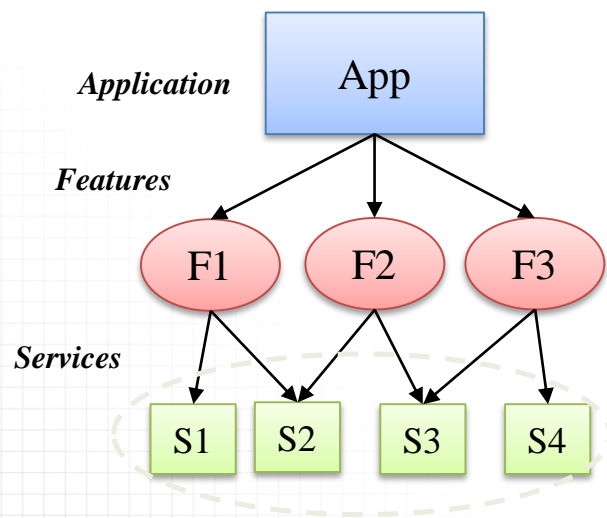 Application
App
Features
F1
F2
F3
Services
S1
S2
S3
S4